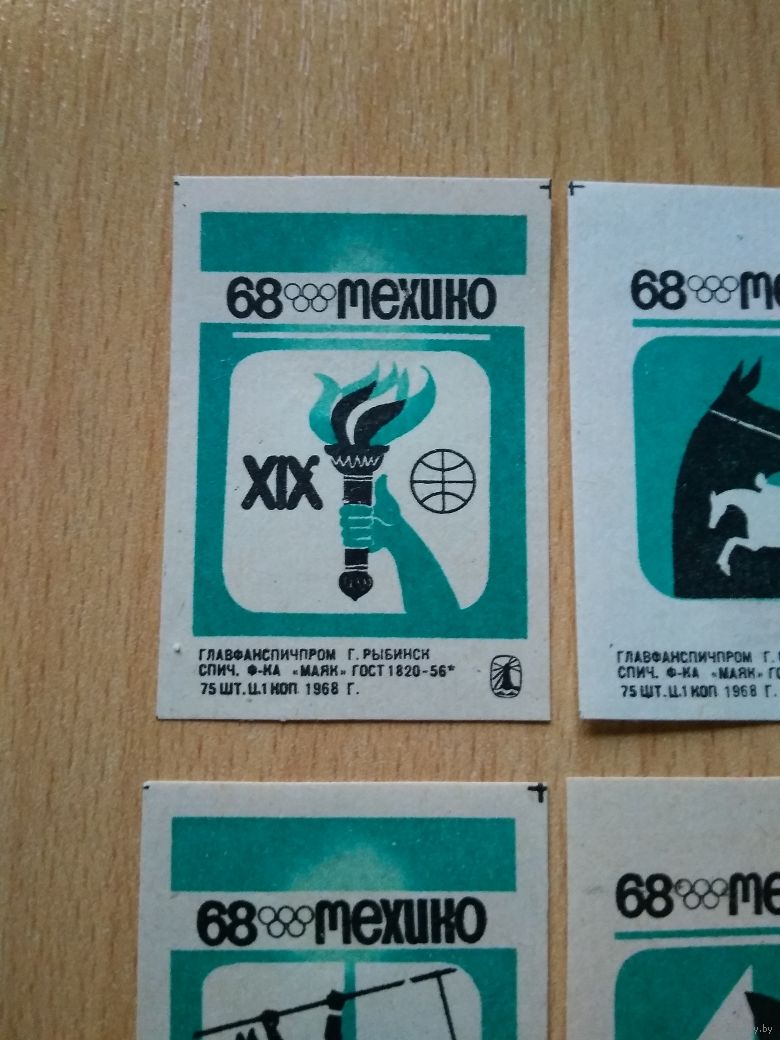 68 мехико
XIX
ГЛАВФАНСПИЧПРОМ Г. РЫБИНСК
СПИЧ. Ф-КА «МАЯК» ГОСТ 1820-56*
75 ШТ. Ц. 1 КОП 1968 Г.
68 ме
ГЛАВФАНСПИЧПРОМ Г.
СПИЧ. Ф-КА «МАЯК»
75 ШТ. Ц. 1 КОП 1968 Г.
68 мехико
68 ме